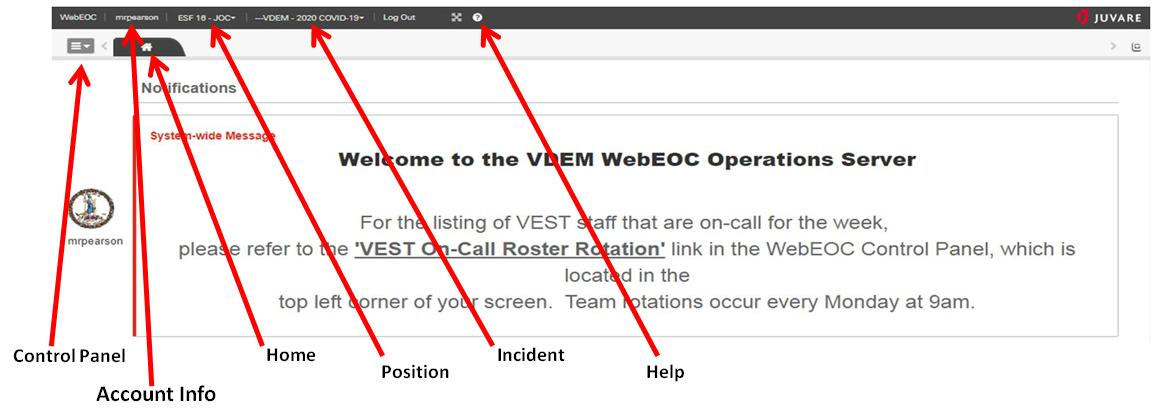 WebEOC | mrpearson | ESF 16 - JOC | ---VDEM - 2020 COVID-19 | Log Out
JUVARE
Notifications
System-wide Message
Welcome to the VDEM WebEOC Operations Server
For the listing of VEST staff that are on-call for the week,
please refer to the 'VEST On-Call Roster Rotation' link in the WebEOC Control Panel, which is
located in the
top left corner of your screen. Team rotations occur every Monday at 9am.
mrpearson
Control Panel
Home
Incident
Position
Help
Account Info